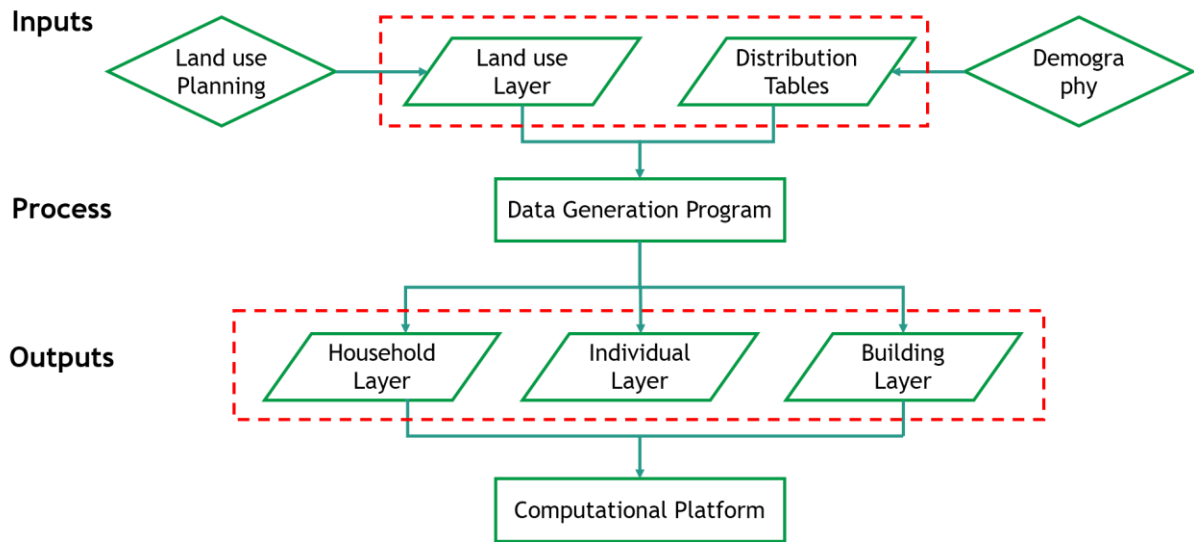 Inputs
Land use
Planning
Land use
Layer
Distribution
Tables
Demogra
phy
Process
Data Generation Program
Outputs
Household
Layer
Individual
Layer
Building
Layer
Computational Platform